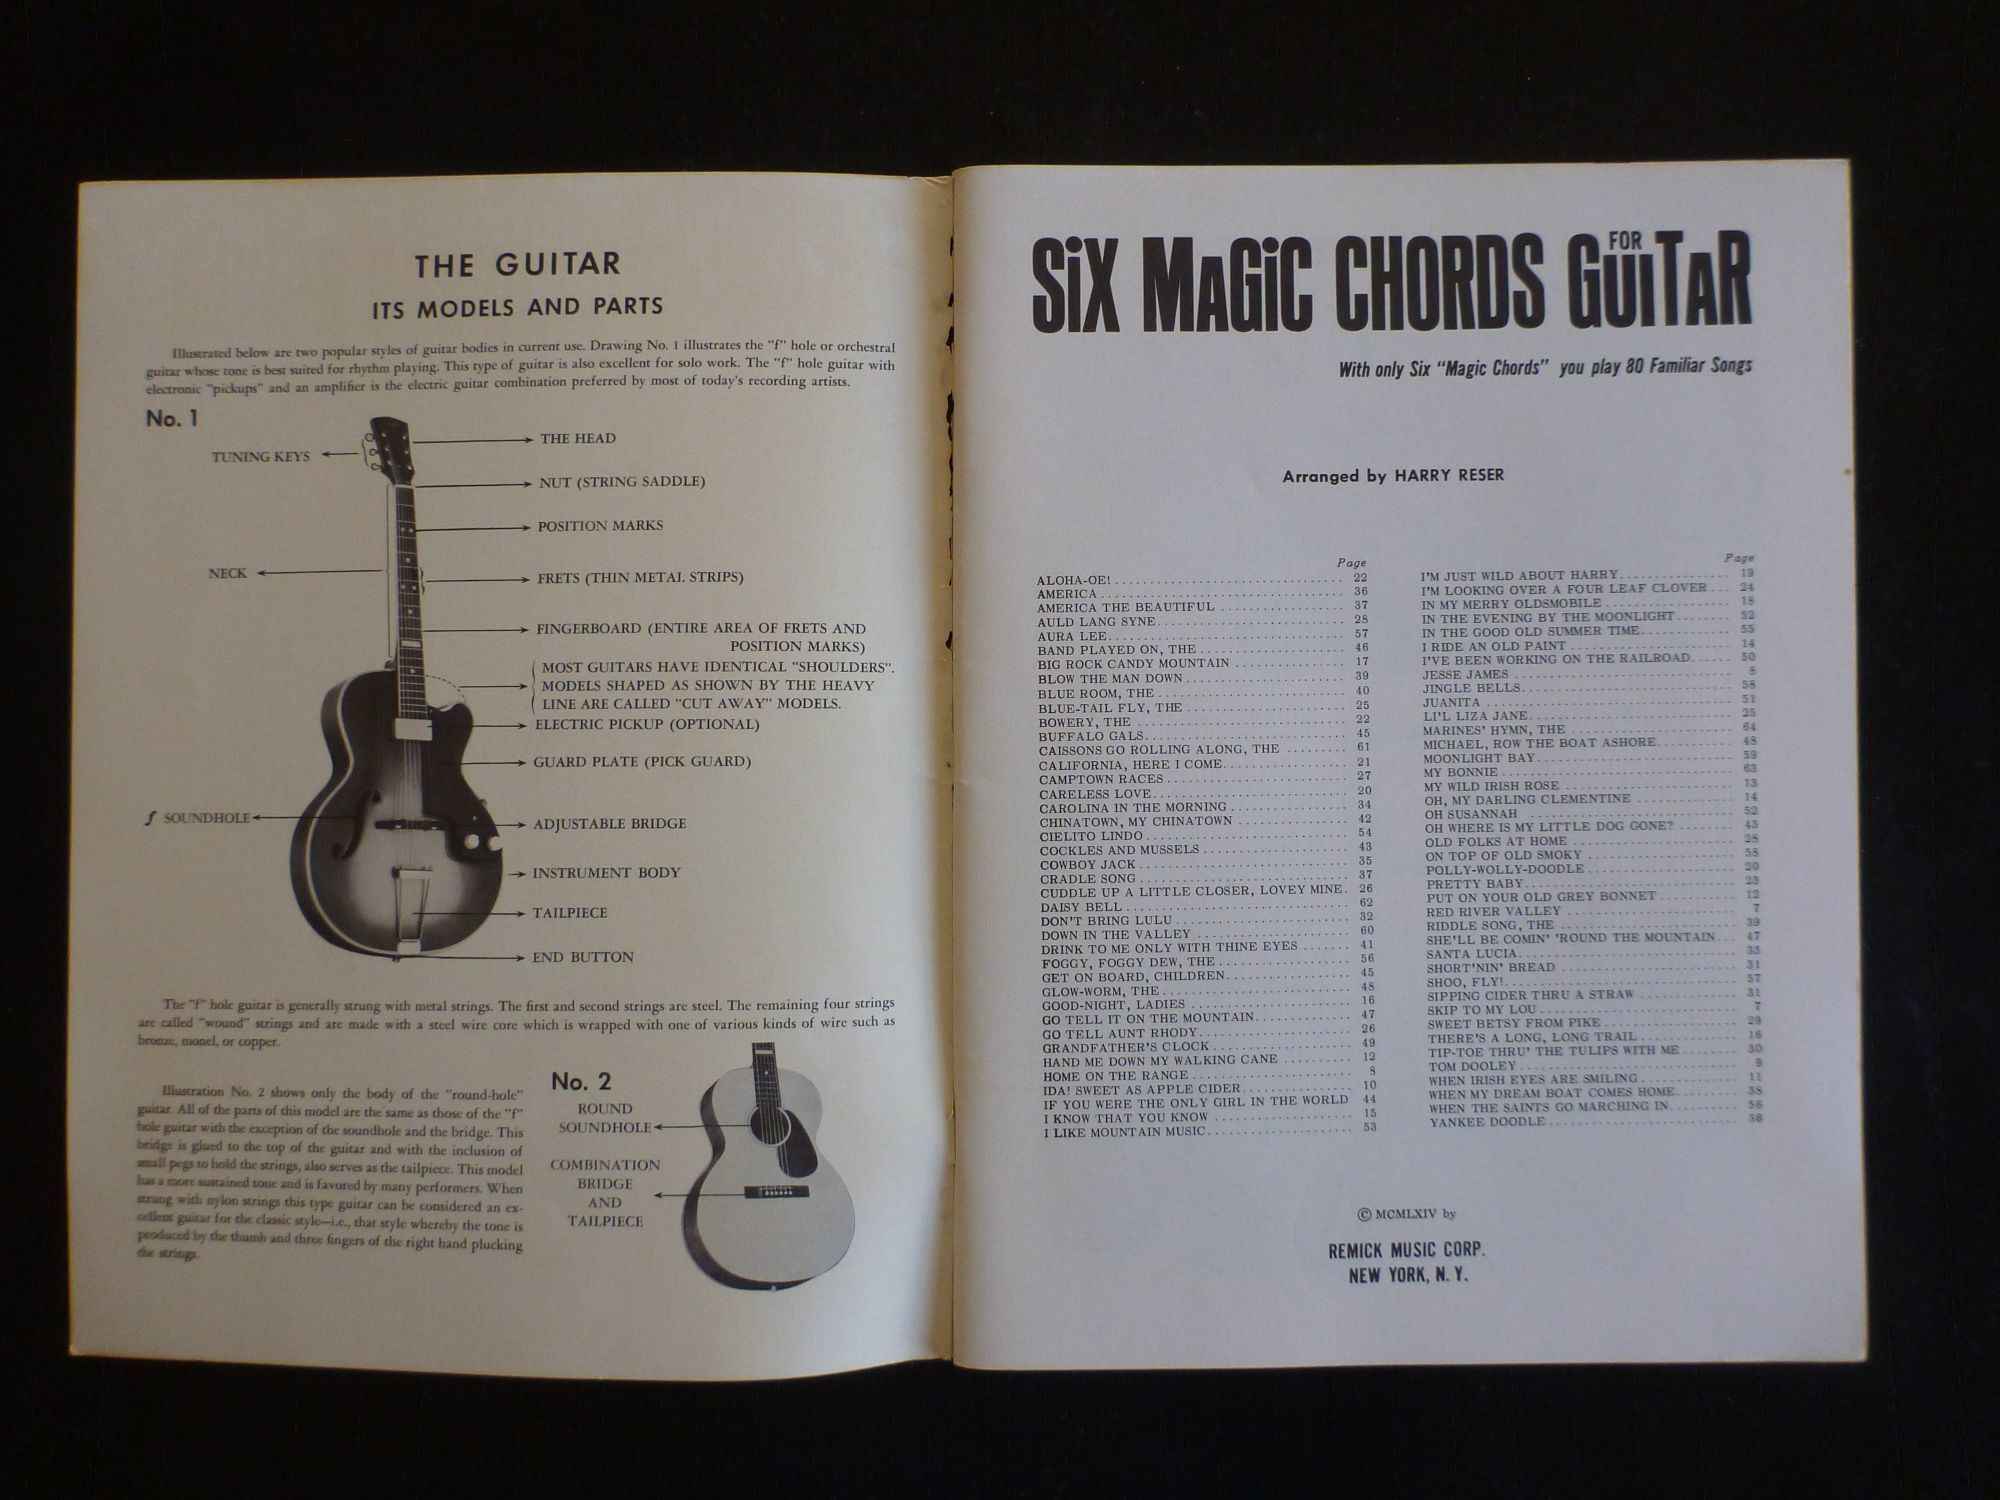 THE GUITAR
ITS MODELS AND PARTS
Illustrated below are two popular styles of guitar bodies in current use. Drawing No. 1 illustrates the "f" hole or orchestral
guitar whose tone is best suited for rhythm playing. This type of guitar is also excellent for solo work. The "f" hole guitar with
electronic "pickups" and an amplifier is the electric guitar combination preferred by most of today's recording artists.
No. 1
THE HEAD
TUNING KEYS
NUT (STRING SADDLE)
POSITION MARKS
NECK
FRETS (THIN METAL STRIPS)
FINGERBOARD (ENTIRE AREA OF FRETS AND
POSITION MARKS)
MOST GUITARS HAVE IDENTICAL "SHOULDERS".
MODELS SHAPED AS SHOWN BY THE HEAVY
LINE ARE CALLED "CUT AWAY" MODELS.
ELECTRIC PICKUP (OPTIONAL)
GUARD PLATE (PICK GUARD)
f SOUNDHOLE
ADJUSTABLE BRIDGE
INSTRUMENT BODY
TAILPIECE
END BUTTON
The "f" hole guitar is generally strung with metal strings. The first and second strings are steel. The remaining four strings
are called "wound" strings and are made with a steel wire core which is wrapped with one of various kinds of wire such as
bronze, monel, or copper.
Illustration No. 2 shows only the body of the "round-hole"
guitar. All of the parts of this model are the same as those of the "f"
hole guitar with the exception of the soundhole and the bridge. This
bridge is glued to the top of the guitar and with the inclusion of
small pegs to hold the strings, also serves as the tailpiece. This model
has a more sustained tone and is favored by many performers. When
strung with nylon strings this type guitar can be considered an ex-
cellent guitar for the classic style—i.e., that style whereby the tone is
produced by the thumb and three fingers of the right hand plucking
the strings.
No. 2
ROUND
SOUNDHOLE
COMBINATION
BRIDGE
AND
TAILPIECE
SiX MAGiC CHORDS FOR GUiTAR
With only Six "Magic Chords" you play 80 Familiar Songs
Arranged by HARRY RESER
Page
ALOHA-OE! 22
AMERICA 36
AMERICA THE BEAUTIFUL 37
AULD LANG SYNE 28
AURA LEE 57
BAND PLAYED ON, THE 46
BIG ROCK CANDY MOUNTAIN 17
BLOW THE MAN DOWN 39
BLUE ROOM, THE 40
BLUE-TAIL FLY, THE 25
BOWERY, THE 22
BUFFALO GALS 45
CAISSONS GO ROLLING ALONG, THE 61
CALIFORNIA, HERE I COME 21
CAMPTOWN RACES 27
CARELESS LOVE 20
CAROLINA IN THE MORNING 34
CHINATOWN, MY CHINATOWN 42
CIELITO LINDO 54
COCKLES AND MUSSELS 43
COWBOY JACK 35
CRADLE SONG 37
CUDDLE UP A LITTLE CLOSER, LOVEY MINE 26
DAISY BELL 62
DON'T BRING LULU 32
DOWN IN THE VALLEY 60
DRINK TO ME ONLY WITH THINE EYES 41
FOGGY, FOGGY DEW, THE 56
GET ON BOARD, CHILDREN 45
GLOW-WORM, THE 48
GOOD-NIGHT, LADIES 16
GO TELL IT ON THE MOUNTAIN 47
GO TELL AUNT RHODY 26
GRANDFATHER'S CLOCK 49
HAND ME DOWN MY WALKING CANE 12
HOME ON THE RANGE 8
IDA! SWEET AS APPLE CIDER 10
IF YOU WERE THE ONLY GIRL IN THE WORLD 44
I KNOW THAT YOU KNOW 15
I LIKE MOUNTAIN MUSIC 53
Page
I'M JUST WILD ABOUT HARRY 19
I'M LOOKING OVER A FOUR LEAF CLOVER 24
IN MY MERRY OLDSMOBILE 18
IN THE EVENING BY THE MOONLIGHT 52
IN THE GOOD OLD SUMMER TIME 55
I RIDE AN OLD PAINT 14
I'VE BEEN WORKING ON THE RAILROAD 50
JESSE JAMES 8
JINGLE BELLS 58
JUANITA 51
LI'L LIZA JANE 25
MARINES' HYMN, THE 64
MICHAEL, ROW THE BOAT ASHORE 48
MOONLIGHT BAY 59
MY BONNIE 63
MY WILD IRISH ROSE 13
OH, MY DARLING CLEMENTINE 14
OH SUSANNAH 52
OH WHERE IS MY LITTLE DOG GONE? 43
OLD FOLKS AT HOME 28
ON TOP OF OLD SMOKY 58
POLLY-WOLLY-DOODLE 20
PRETTY BABY 23
PUT ON YOUR OLD GREY BONNET 12
RED RIVER VALLEY 7
RIDDLE SONG, THE 39
SHE'LL BE COMIN' 'ROUND THE MOUNTAIN 47
SANTA LUCIA 33
SHORT'NIN' BREAD 31
SHOO, FLY! 57
SIPPING CIDER THRU A STRAW 31
SKIP TO MY LOU 7
SWEET BETSY FROM PIKE 29
THERE'S A LONG, LONG TRAIL 16
TIP-TOE THRU' THE TULIPS WITH ME 30
TOM DOOLEY 9
WHEN IRISH EYES ARE SMILING 11
WHEN MY DREAM BOAT COMES HOME 38
WHEN THE SAINTS GO MARCHING IN 56
YANKEE DOODLE 36
© MCMLXIV by
REMICK MUSIC CORP.
NEW YORK, N. Y.